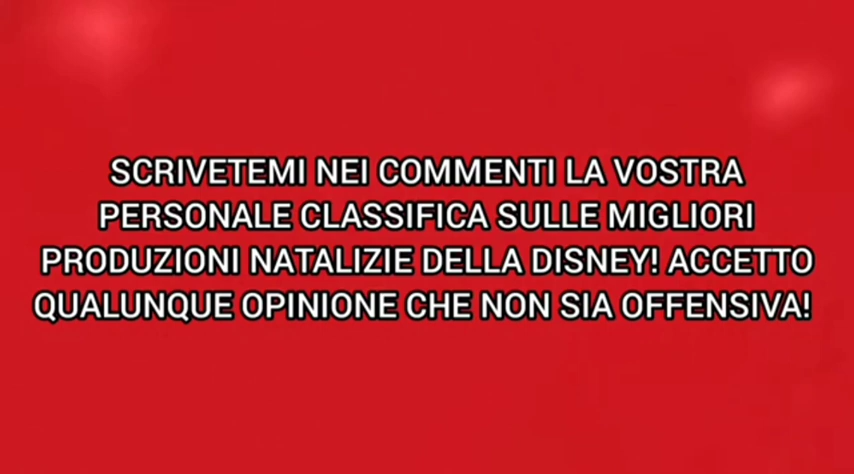 SCRIVETEMI NEI COMMENTI LA VOSTRA
PERSONALE CLASSIFICA SULLE MIGLIORI
PRODUZIONI NATALIZIE DELLA DISNEY! ACCETTO
QUALUNQUE OPINIONE CHE NON SIA OFFENSIVA!